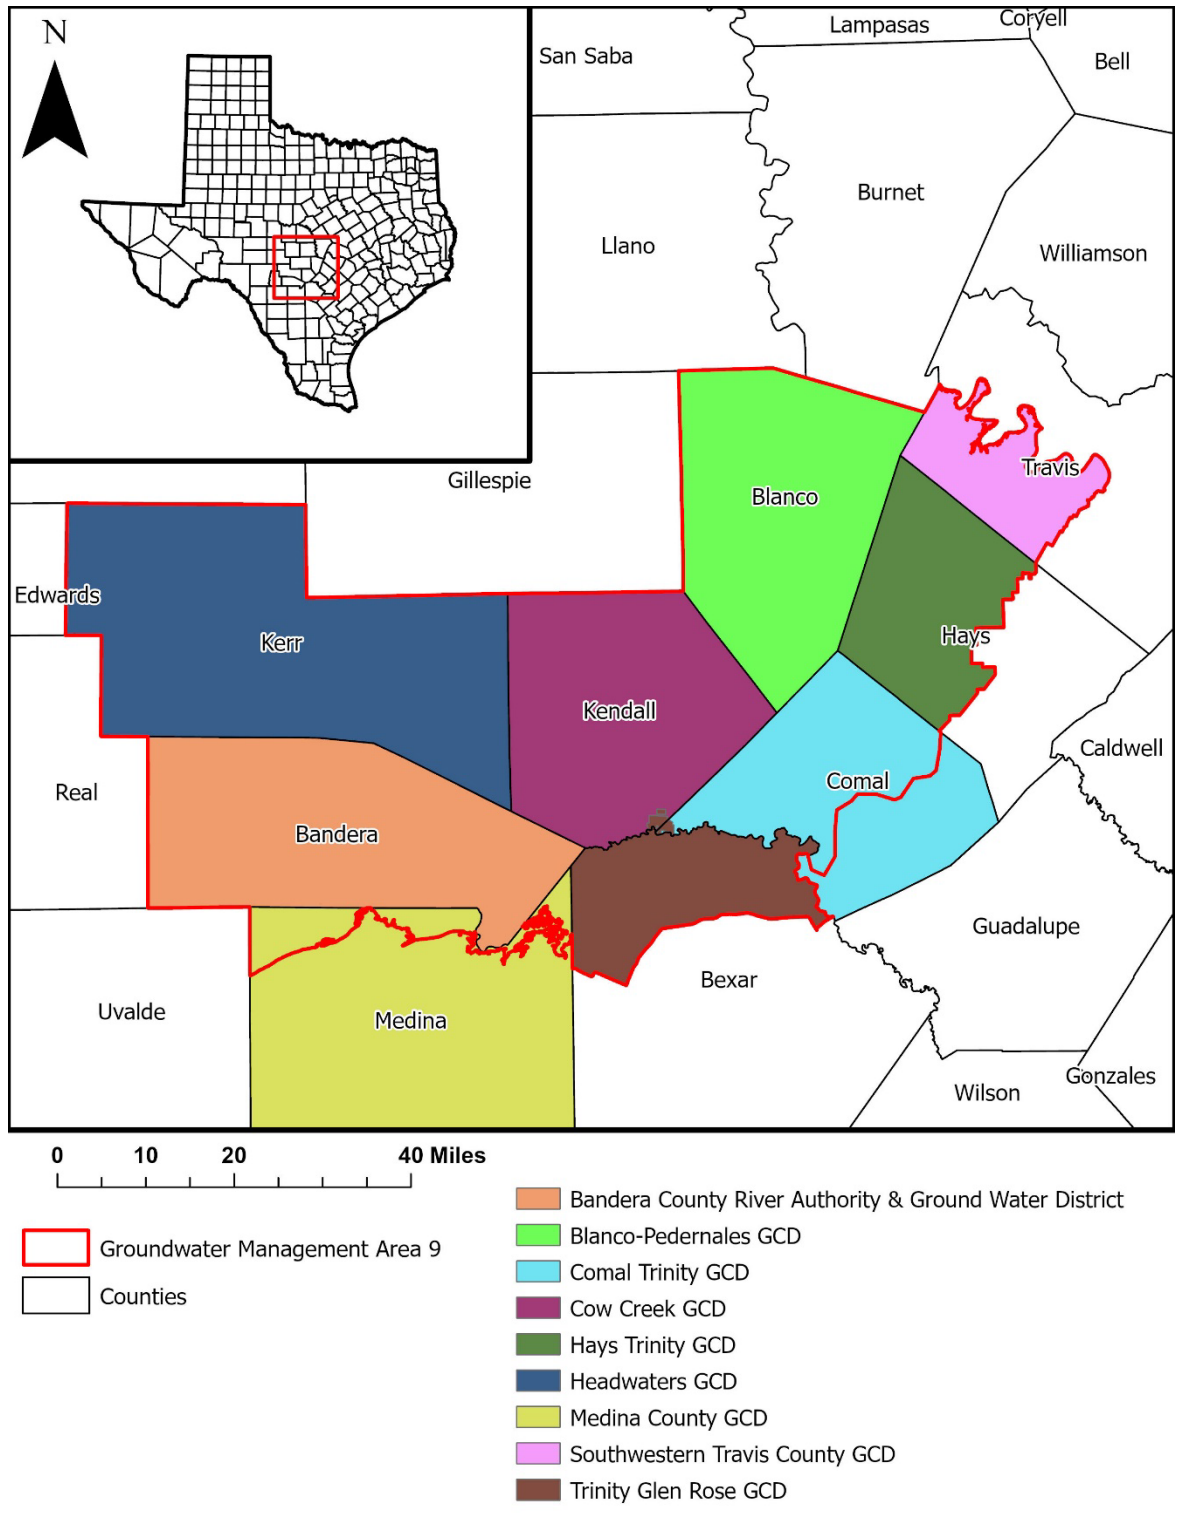 N
Coryell
Lampasas
San Saba
Bell
Burnet
Llano
Williamson
Gillespie
Travis
Blanco
Edwards
Kerr
Hays
Kendall
Caldwell
Comal
Real
Bandera
Guadalupe
Bexar
Uvalde
Medina
Gonzales
Wilson
0 10 20 40 Miles
Groundwater Management Area 9
Counties
Bandera County River Authority & Ground Water District
Blanco-Pedernales GCD
Comal Trinity GCD
Cow Creek GCD
Hays Trinity GCD
Headwaters GCD
Medina County GCD
Southwestern Travis County GCD
Trinity Glen Rose GCD